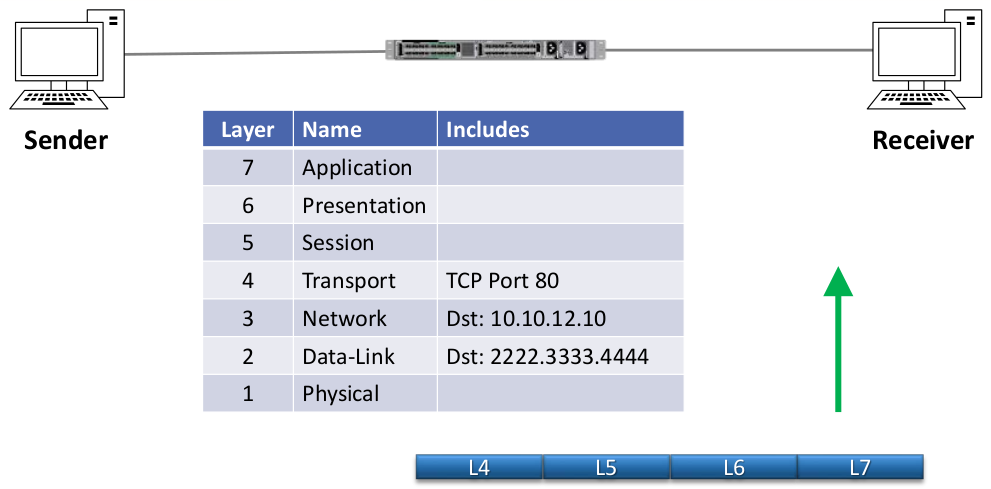 Sender
Receiver
Layer Name Includes
7 Application
6 Presentation
5 Session
4 Transport TCP Port 80
3 Network Dst: 10.10.12.10
2 Data-Link Dst: 2222.3333.4444
1 Physical
L4 L5 L6 L7